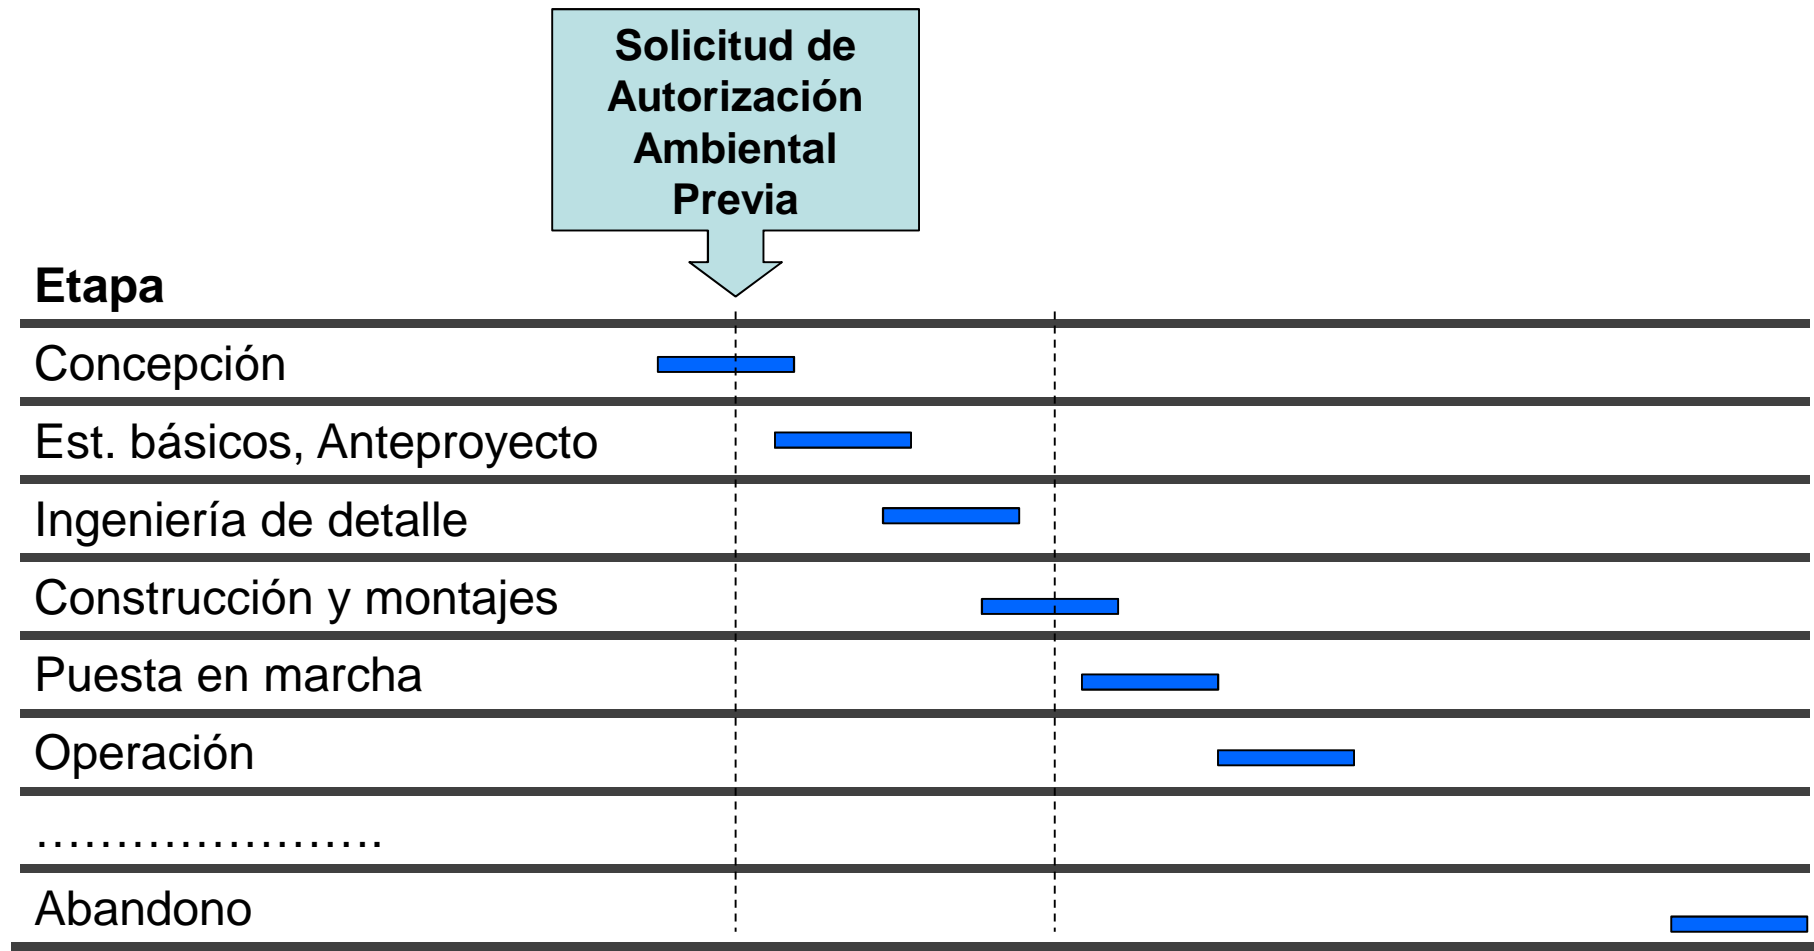 Solicitud de
Autorización
Ambiental
Previa
Etapa
Concepción
Est. básicos, Anteproyecto
Ingeniería de detalle
Construcción y montajes
Puesta en marcha
Operación
……………………
Abandono